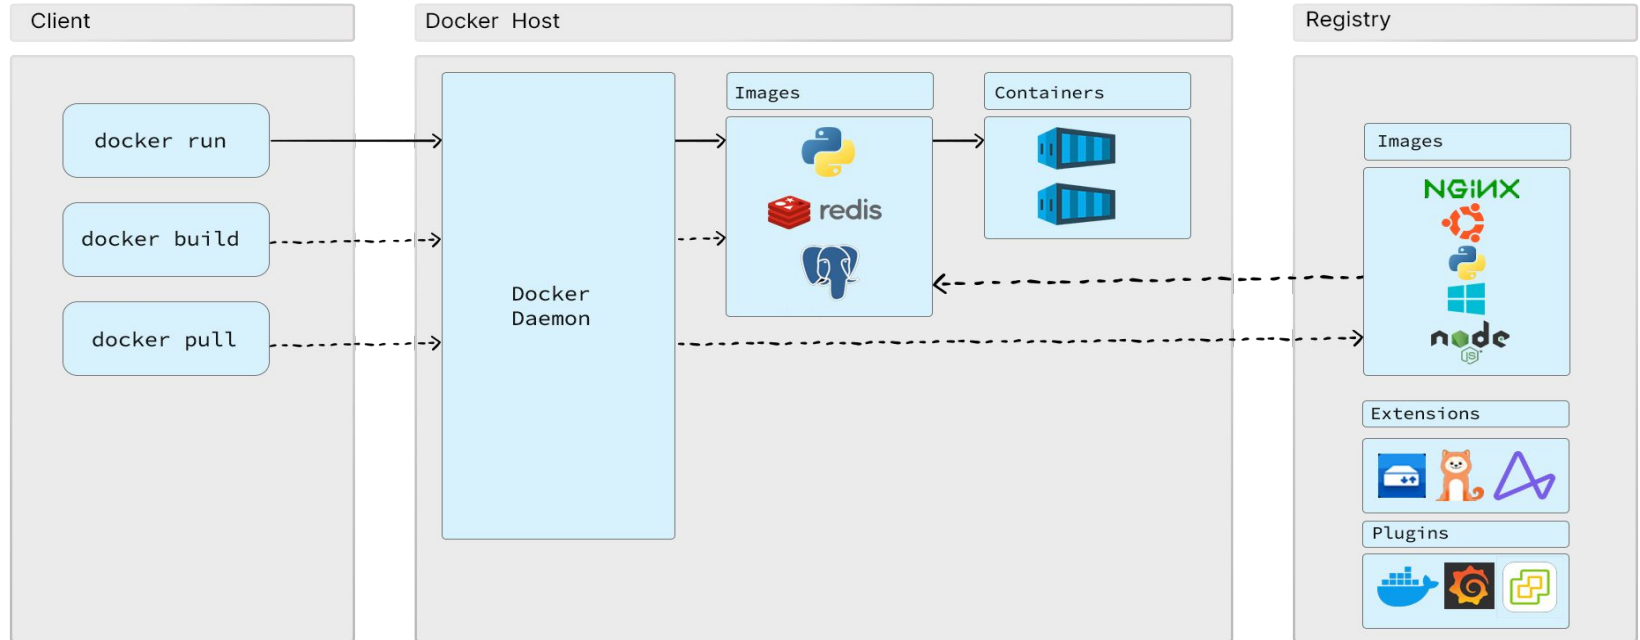 Client
Docker Host
Registry
docker run
docker build
docker pull
Docker
Daemon
Images
redis
Containers
Images
NGiNX
node
JS
Extensions
Plugins